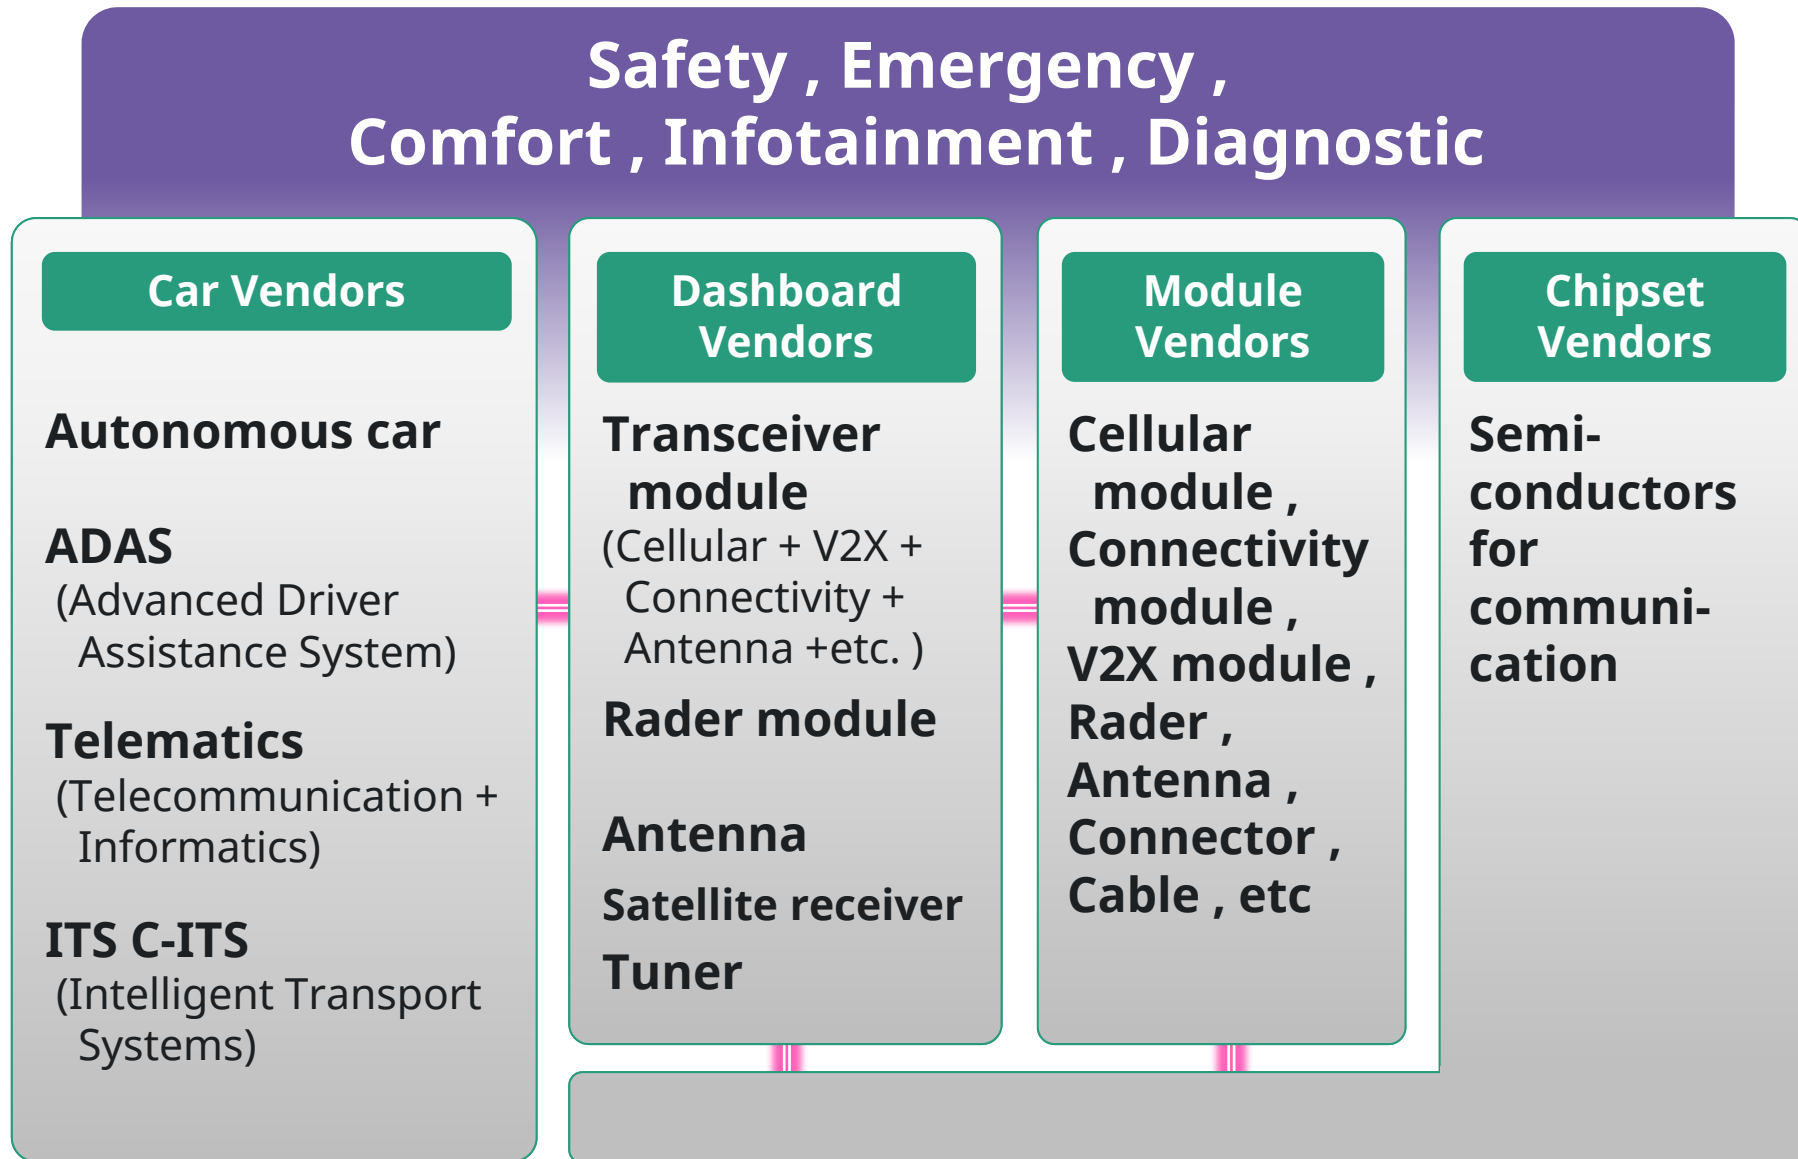 Safety , Emergency ,
Comfort , Infotainment , Diagnostic
Car Vendors
Autonomous car
ADAS
(Advanced Driver
Assistance System)
Telematics
(Telecommunication +
Informatics)
ITS C-ITS
(Intelligent Transport
Systems)
Dashboard
Vendors
Transceiver
module
(Cellular + V2X +
Connectivity +
Antenna +etc. )
Rader module
Antenna
Satellite receiver
Tuner
Module
Vendors
Cellular
module ,
Connectivity
module ,
V2X module ,
Rader ,
Antenna ,
Connector ,
Cable , etc
Chipset
Vendors
Semi-
conductors
for
communi-
cation